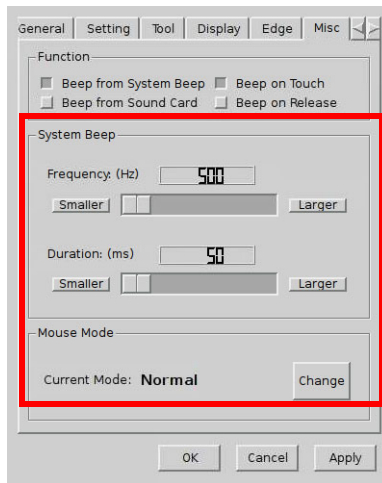 General Setting Tool Display Edge Misc
Function
Beep from System Beep Beep on Touch
Beep from Sound Card Beep on Release
System Beep
Frequency: (Hz) 500
Smaller Larger
Duration: (ms) 50
Smaller Larger
Mouse Mode
Current Mode: Normal Change
OK Cancel Apply